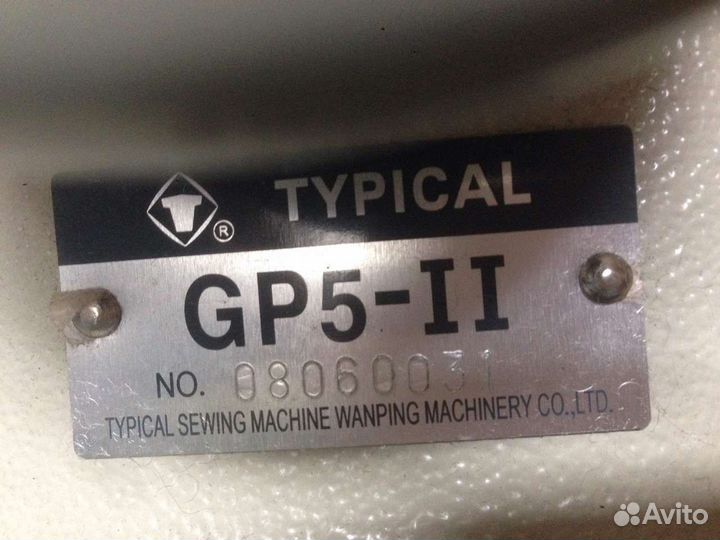 ® TYPICAL
GP5-II
NO. 08060031
TYPICAL SEWING MACHINE WANPING MACHINERY CO.,LTD.
Avito